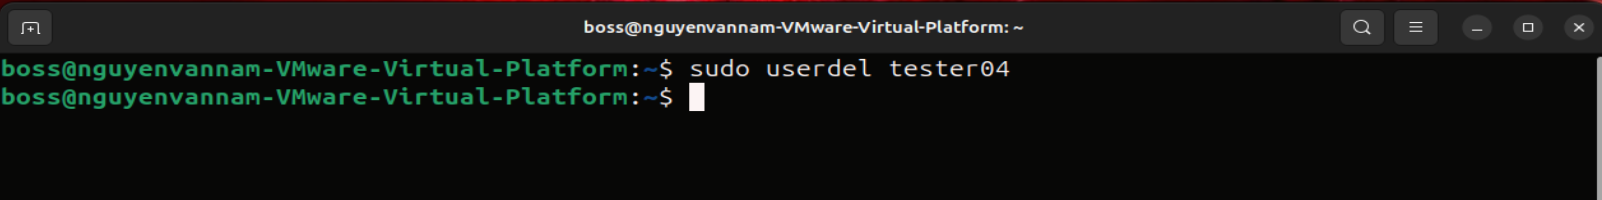 boss@nguyenvannam-VMware-Virtual-Platform: ~
boss@nguyenvannam-VMware-Virtual-Platform:~$ sudo userdel tester04
boss@nguyenvannam-VMware-Virtual-Platform:~$